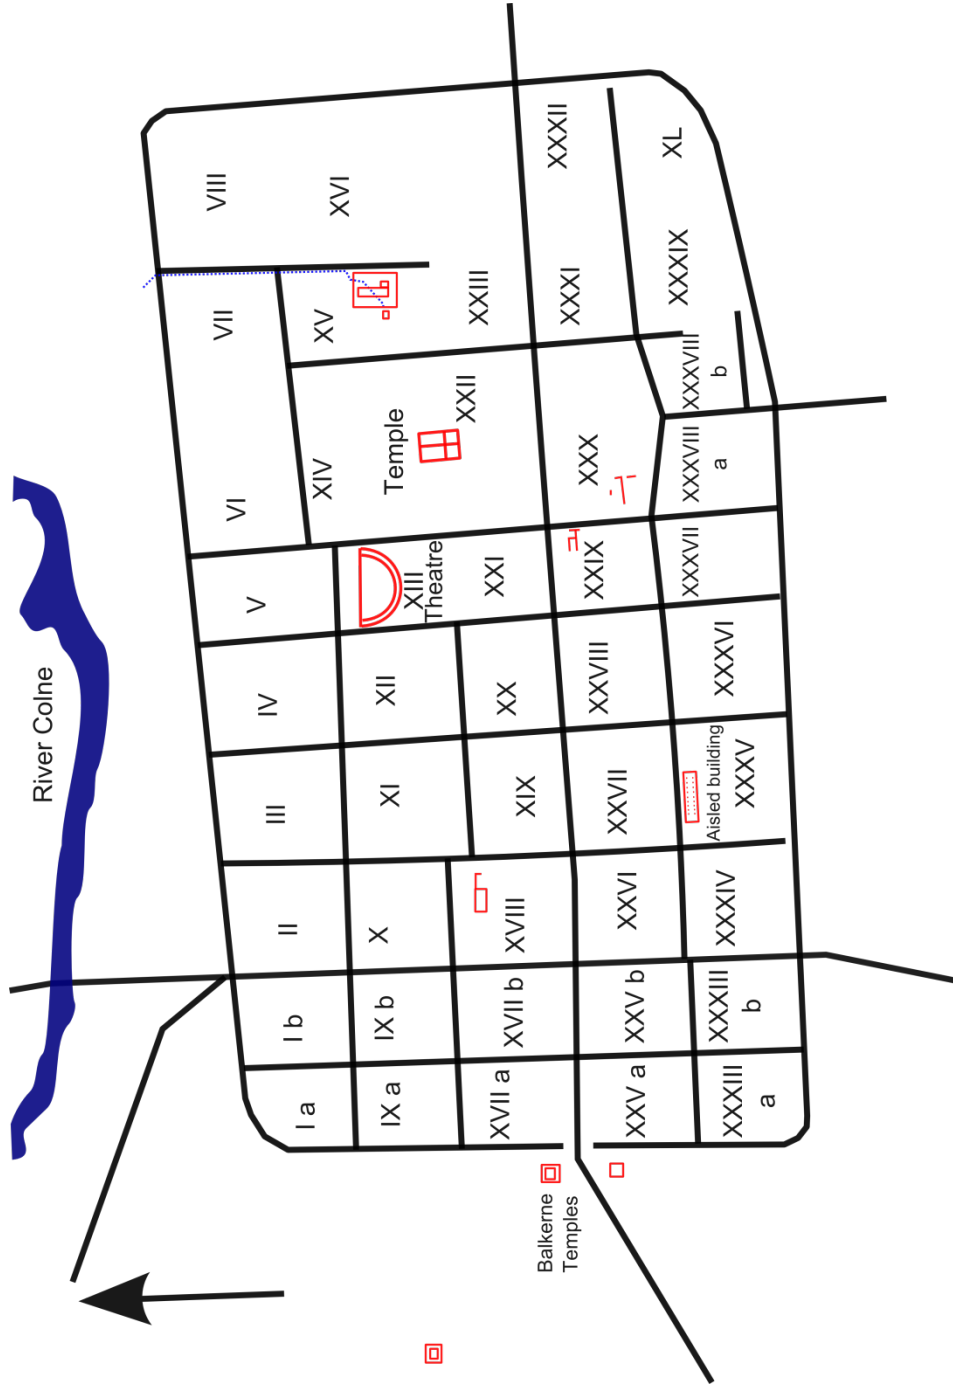 River Colne
I a
I b
II
III
IV
V
VI
VII
VIII
IX a
IX b
X
XI
XII
XIII
Theatre
XIV
XV
XVI
Temple
XVII a
XVII b
XVIII
XIX
XX
XXI
XXII
XXIII
Balkerne
Temples
XXV a
XXV b
XXVI
XXVII
XXVIII
XXIX
XXX
XXXI
XXXII
XXXIII
a
XXXIII
b
XXXIV
Aisled building
XXXV
XXXVI
XXXVII
XXXVIII
a
XXXVIII
b
XXXIX
XL